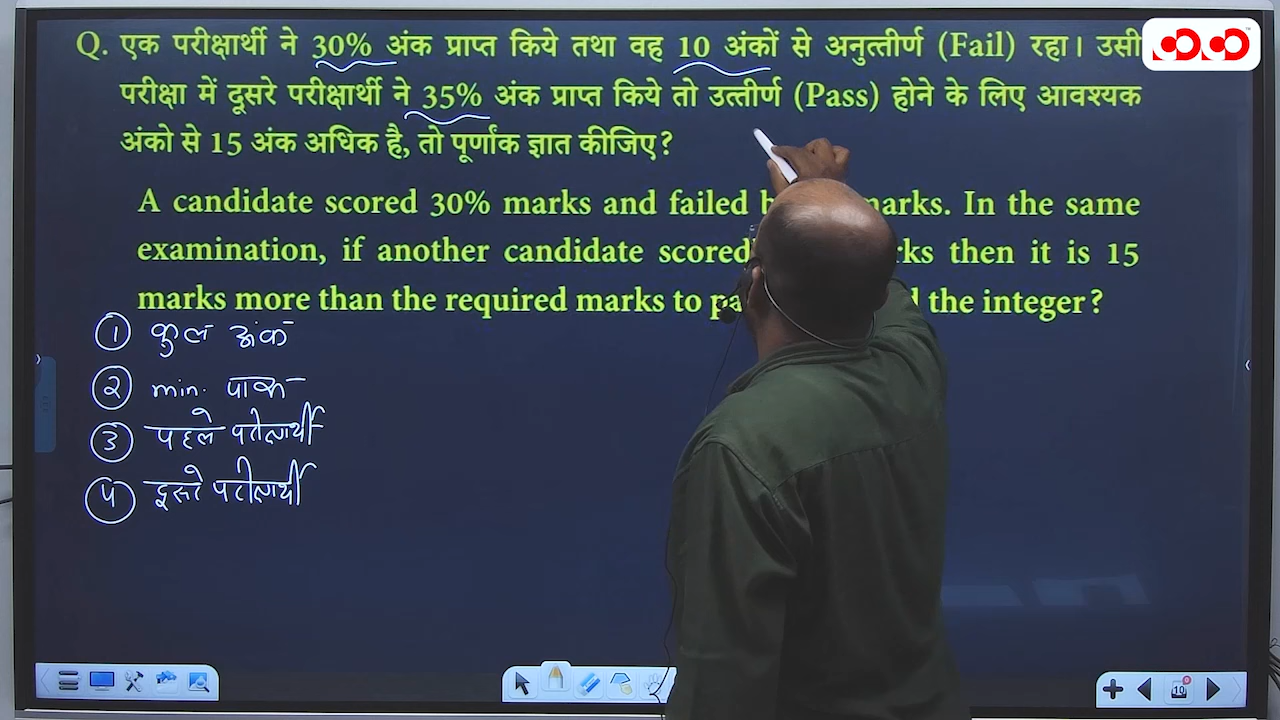 Q. एक परीक्षार्थी ने 30% अंक प्राप्त किये तथा वह 10 अंकों से अनुत्तीर्ण (Fail) रहा। उसी
परीक्षा में दूसरे परीक्षार्थी ने 35% अंक प्राप्त किये तो उत्तीर्ण (Pass) होने के लिए आवश्यक
अंको से 15 अंक अधिक है, तो पूर्णांक ज्ञात कीजिए?
A candidate scored 30% marks and failed marks. In the same
examination, if another candidate scored then it is 15
marks more than the required marks to the integer?
① कुल अंक
② min. पास
③ पहले परीक्षार्थी
④ दूसरे परीक्षार्थी
10